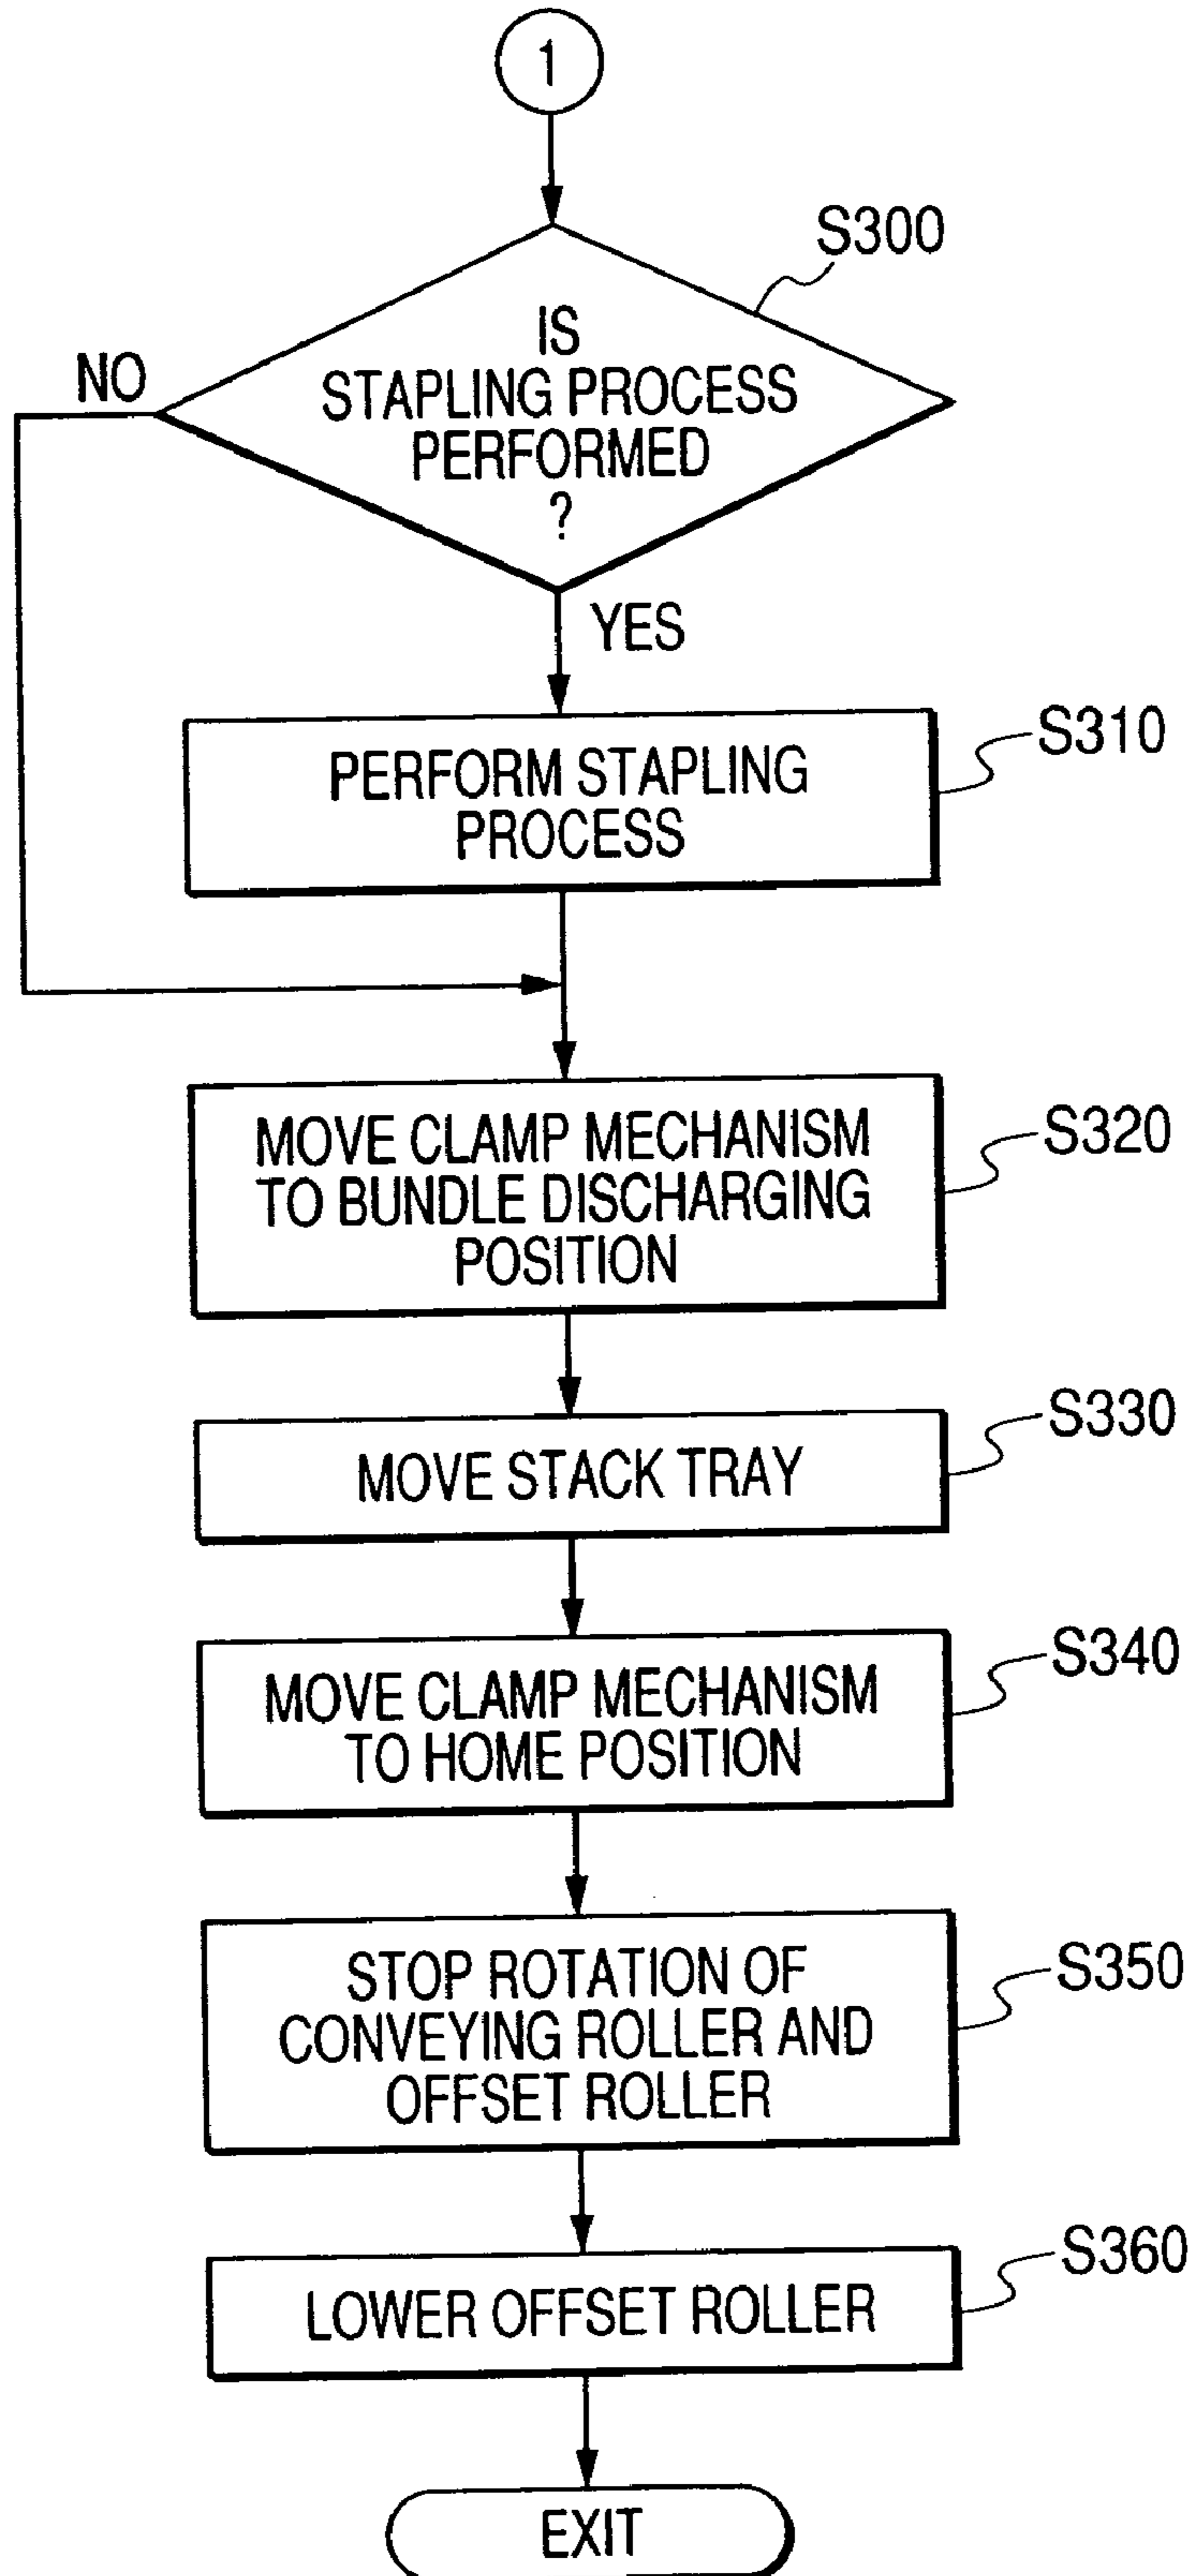 1
S300
IS
STAPLING PROCESS
PERFORMED
?
NO
YES
S310
PERFORM STAPLING
PROCESS
S320
MOVE CLAMP MECHANISM
TO BUNDLE DISCHARGING
POSITION
S330
MOVE STACK TRAY
S340
MOVE CLAMP MECHANISM
TO HOME POSITION
S350
STOP ROTATION OF
CONVEYING ROLLER AND
OFFSET ROLLER
S360
LOWER OFFSET ROLLER
EXIT